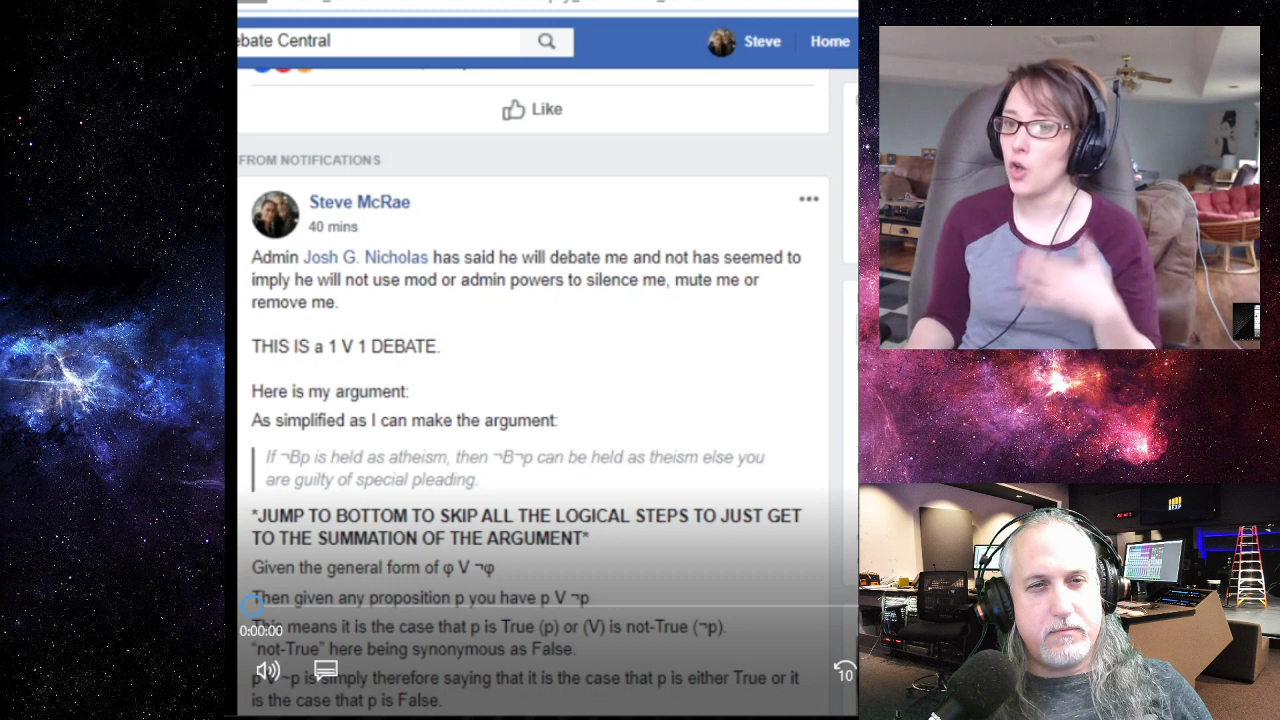 ebate Central
Steve
Home
Like
FROM NOTIFICATIONS
Steve McRae
40 mins
Admin Josh G. Nicholas has said he will debate me and not has seemed to
imply he will not use mod or admin powers to silence me, mute me or
remove me.
THIS IS a 1 V 1 DEBATE.
Here is my argument:
As simplified as I can make the argument:
If ¬Bp is held as atheism, then ¬B¬p can be held as theism else you
are guilty of special pleading.
*JUMP TO BOTTOM TO SKIP ALL THE LOGICAL STEPS TO JUST GET
TO THE SUMMATION OF THE ARGUMENT*
Given the general form of φ V ¬φ
Then given any proposition p you have p V ¬p
This means it is the case that p is True (p) or (V) is not-True (¬p).
0:00:00
"not-True" here being synonymous as False.
p V ¬p is simply therefore saying that it is the case that p is either True or it
is the case that p is False.
10